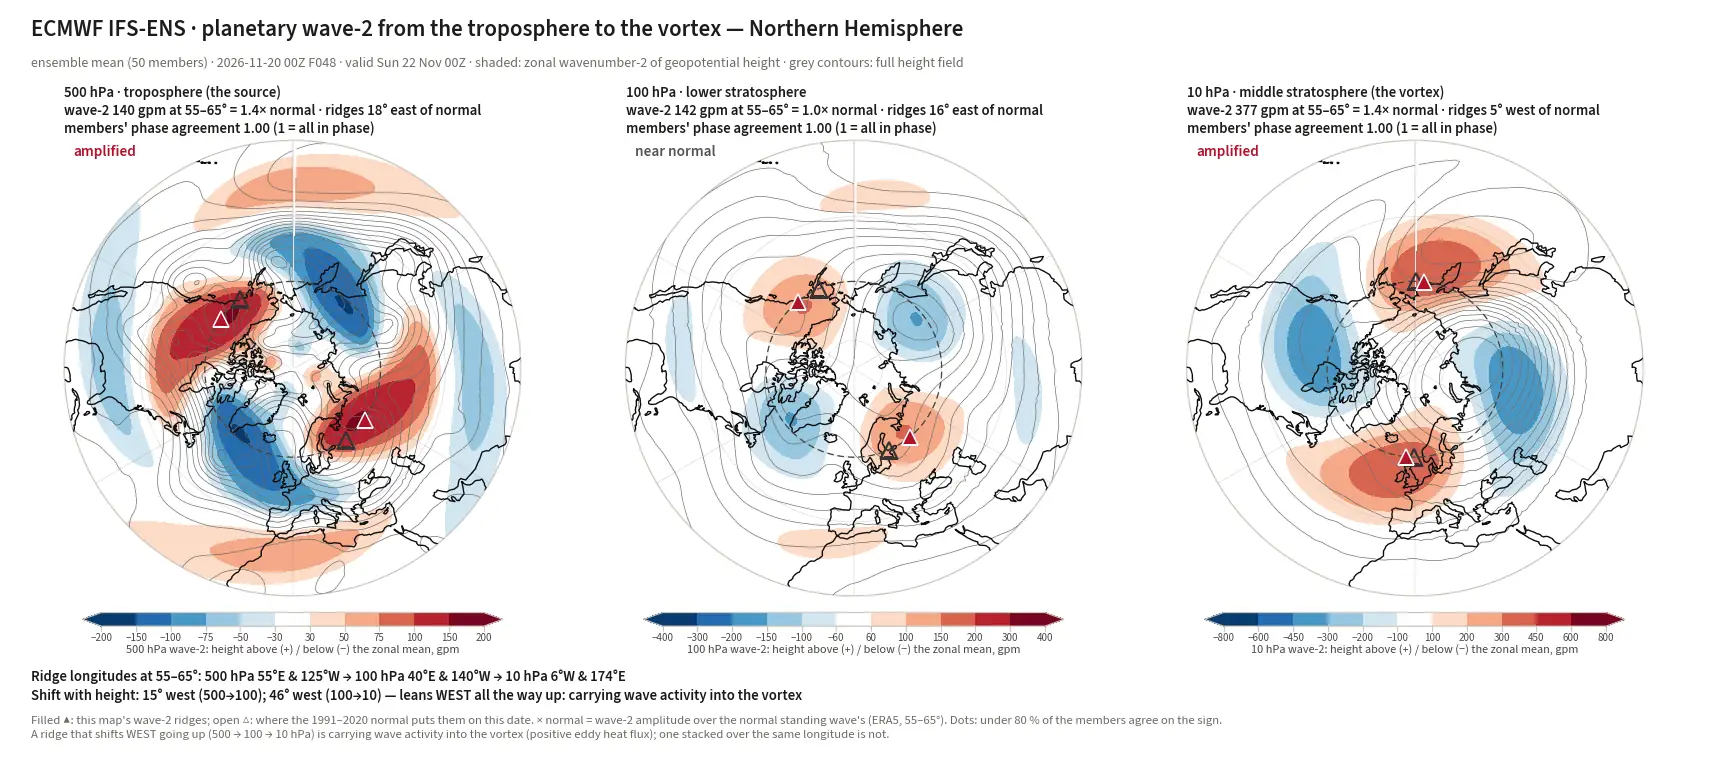 ECMWF IFS-ENS · planetary wave-2 from the troposphere to the vortex — Northern Hemisphere
ensemble mean (50 members) · 2026-11-20 00Z F048 · valid Sun 22 Nov 00Z · shaded: zonal wavenumber-2 of geopotential height · grey contours: full height field
500 hPa · troposphere (the source)
wave-2 140 gpm at 55–65° = 1.4× normal · ridges 18° east of normal
members' phase agreement 1.00 (1 = all in phase)
amplified
100 hPa · lower stratosphere
wave-2 142 gpm at 55–65° = 1.0× normal · ridges 16° east of normal
members' phase agreement 1.00 (1 = all in phase)
near normal
10 hPa · middle stratosphere (the vortex)
wave-2 377 gpm at 55–65° = 1.4× normal · ridges 5° west of normal
members' phase agreement 1.00 (1 = all in phase)
amplified
−200 −150 −100 −75 −50 −30 30 50 75 100 150 200
500 hPa wave-2: height above (+) / below (−) the zonal mean, gpm
−400 −300 −200 −150 −100 −60 60 100 150 200 300 400
100 hPa wave-2: height above (+) / below (−) the zonal mean, gpm
−800 −600 −450 −300 −200 −100 100 200 300 450 600 800
10 hPa wave-2: height above (+) / below (−) the zonal mean, gpm
Ridge longitudes at 55–65°: 500 hPa 55°E & 125°W → 100 hPa 40°E & 140°W → 10 hPa 6°W & 174°E
Shift with height: 15° west (500→100); 46° west (100→10) — leans WEST all the way up: carrying wave activity into the vortex
Filled ▲: this map's wave-2 ridges; open △: where the 1991–2020 normal puts them on this date. × normal = wave-2 amplitude over the normal standing wave's (ERA5, 55–65°). Dots: under 80 % of the members agree on the sign.
A ridge that shifts WEST going up (500 → 100 → 10 hPa) is carrying wave activity into the vortex (positive eddy heat flux); one stacked over the same longitude is not.